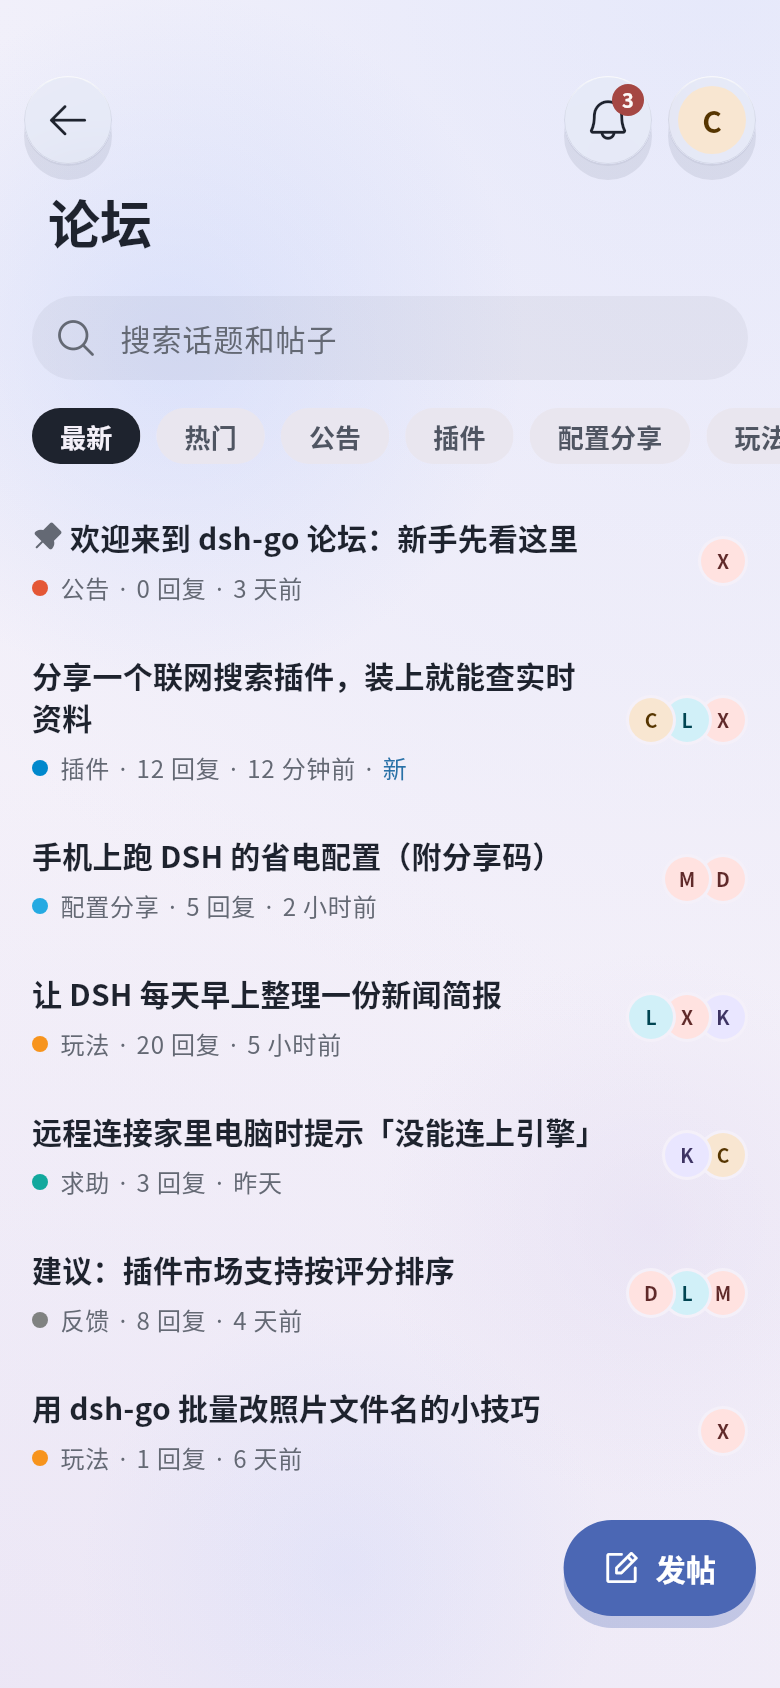 3
C
论坛
搜索话题和帖子
最新 热门 公告 插件 配置分享 玩法
欢迎来到 dsh-go 论坛：新手先看这里
X
公告 · 0 回复 · 3 天前
分享一个联网搜索插件，装上就能查实时
资料
C L X
插件 · 12 回复 · 12 分钟前 · 新
手机上跑 DSH 的省电配置（附分享码）
M D
配置分享 · 5 回复 · 2 小时前
让 DSH 每天早上整理一份新闻简报
L X K
玩法 · 20 回复 · 5 小时前
远程连接家里电脑时提示「没能连上引擎」
K C
求助 · 3 回复 · 昨天
建议：插件市场支持按评分排序
D L M
反馈 · 8 回复 · 4 天前
用 dsh-go 批量改照片文件名的小技巧
X
玩法 · 1 回复 · 6 天前
发帖